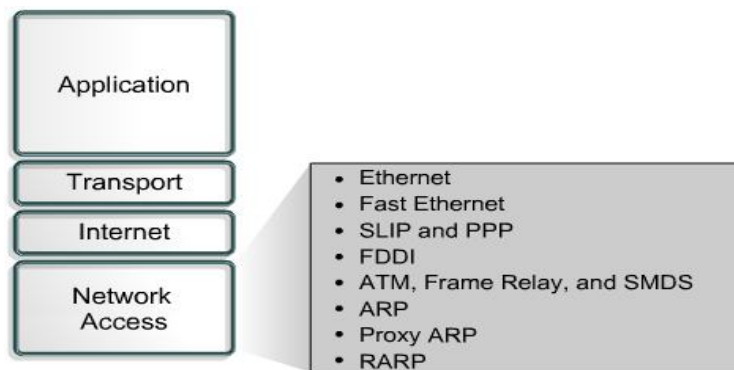 Application
Transport
Internet
Network
Access
• Ethernet
• Fast Ethernet
• SLIP and PPP
• FDDI
• ATM, Frame Relay, and SMDS
• ARP
• Proxy ARP
• RARP